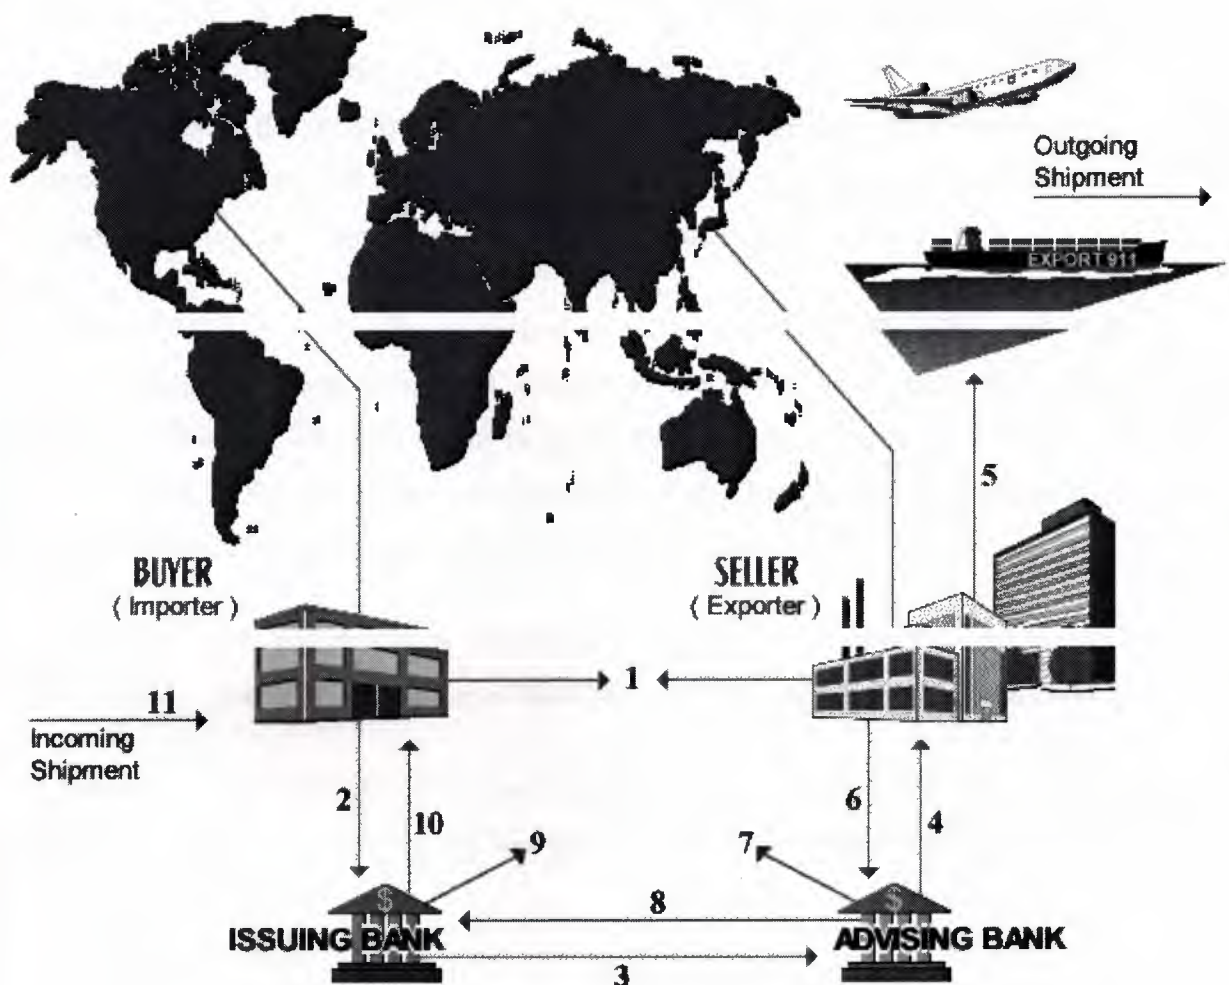 Outgoing
Shipment
EXPORT 911
5
BUYER
( Importer )
SELLER
( Exporter )
1
11
Incoming
Shipment
2
10
6
4
9
7
$
$
8
ISSUING BANK
ADVISING BANK
3